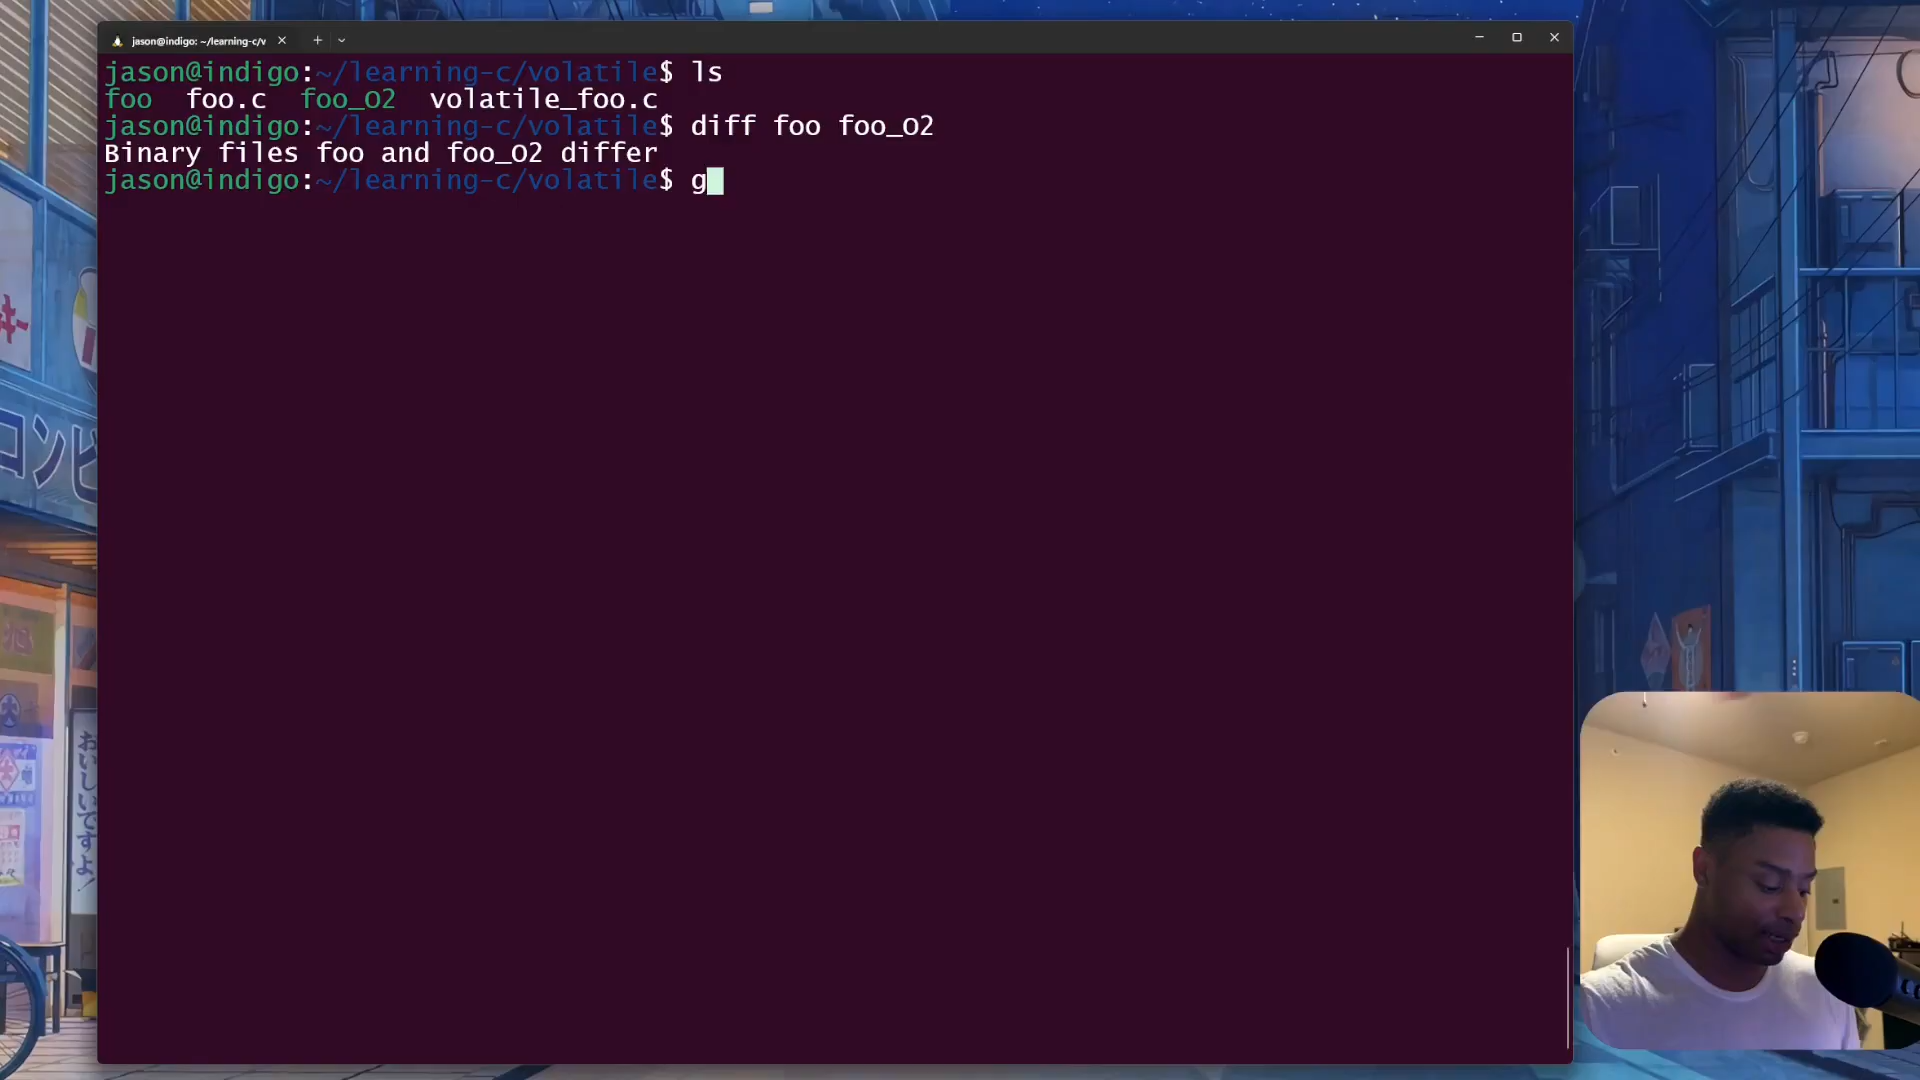 jason@indigo: ~/learning-c/v
jason@indigo:~/learning-c/volatile$ ls
foo foo.c foo_O2 volatile_foo.c
jason@indigo:~/learning-c/volatile$ diff foo foo_O2
Binary files foo and foo_O2 differ
jason@indigo:~/learning-c/volatile$ g
キー
コンビ
おいしいですよ!